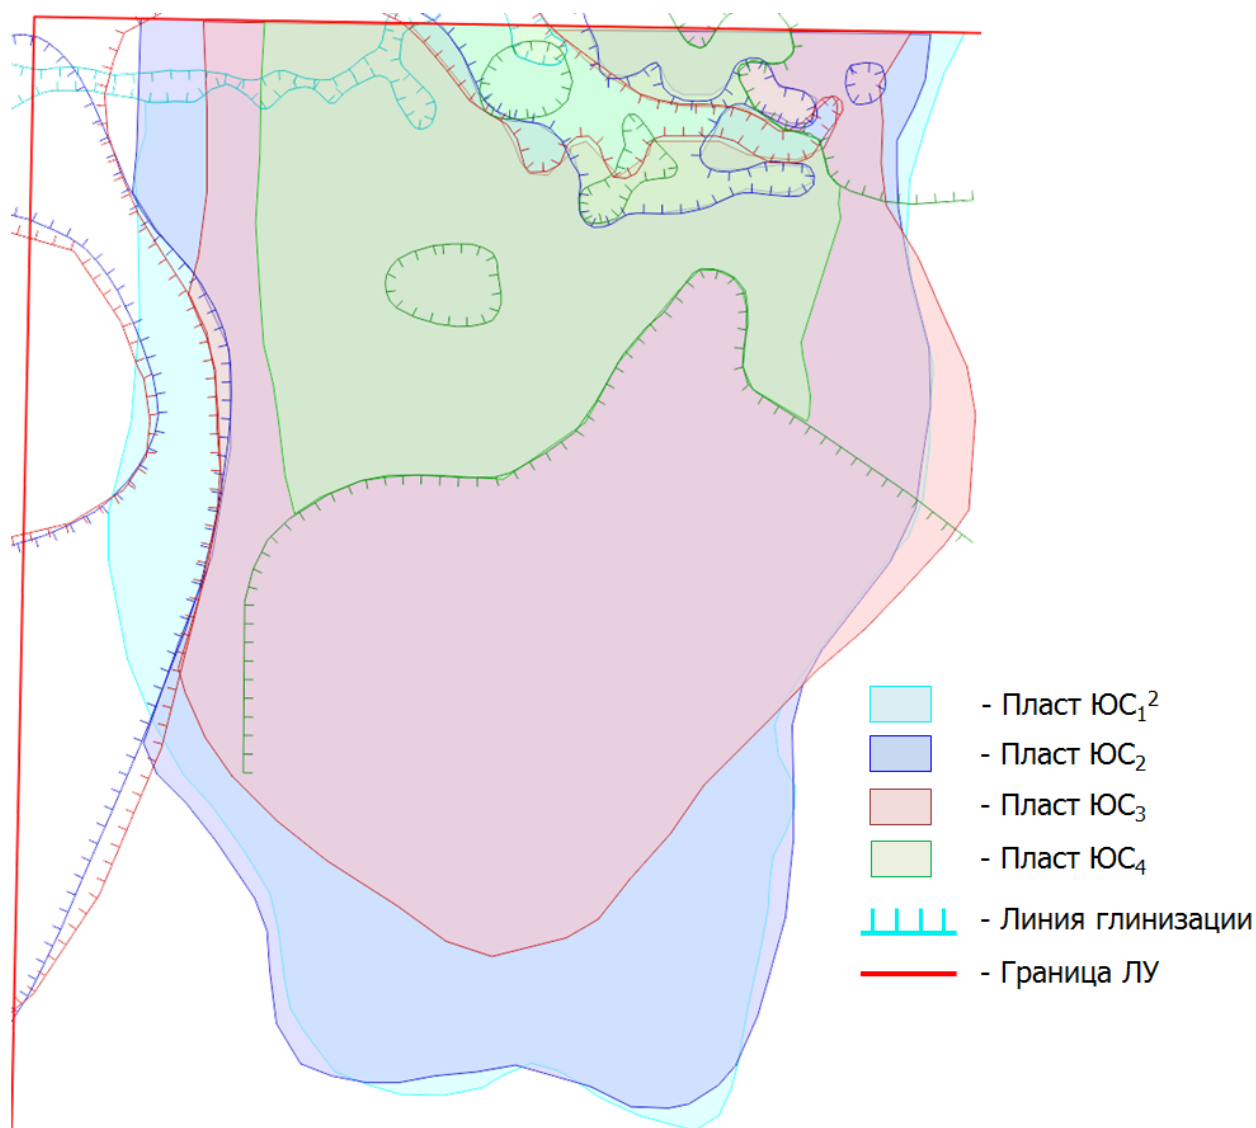 - Пласт ЮС₁²
- Пласт ЮС₂
- Пласт ЮС₃
- Пласт ЮС₄
- Линия глинизации
- Граница ЛУ